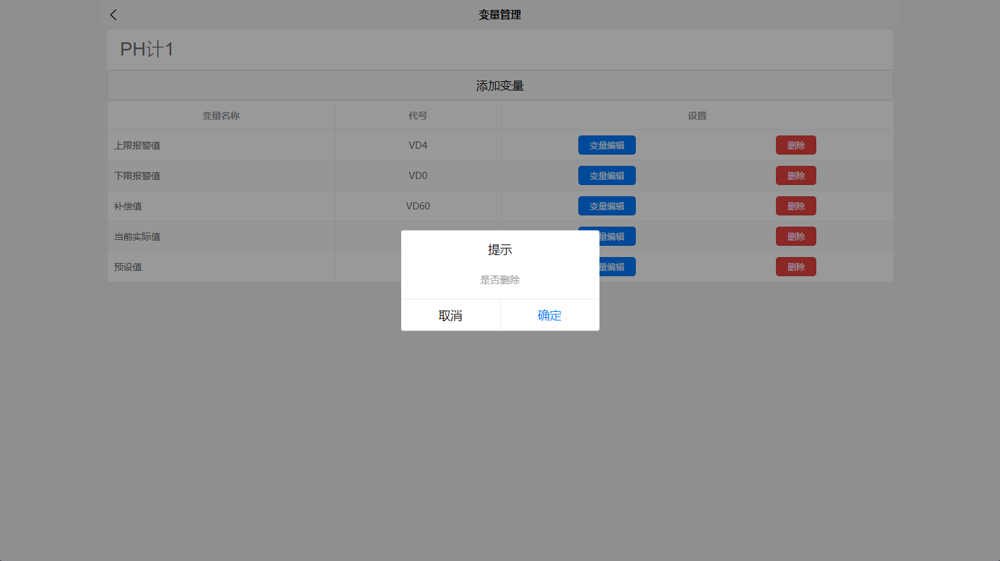 变量管理
PH计1
添加变量
变量名称 代号 设置
上限报警值 VD4 变量编辑 删除
下限报警值 VD0 变量编辑 删除
补偿值 VD60 变量编辑 删除
当前实际值 量编辑 删除
预设值 量编辑 删除
提示
是否删除
取消 确定